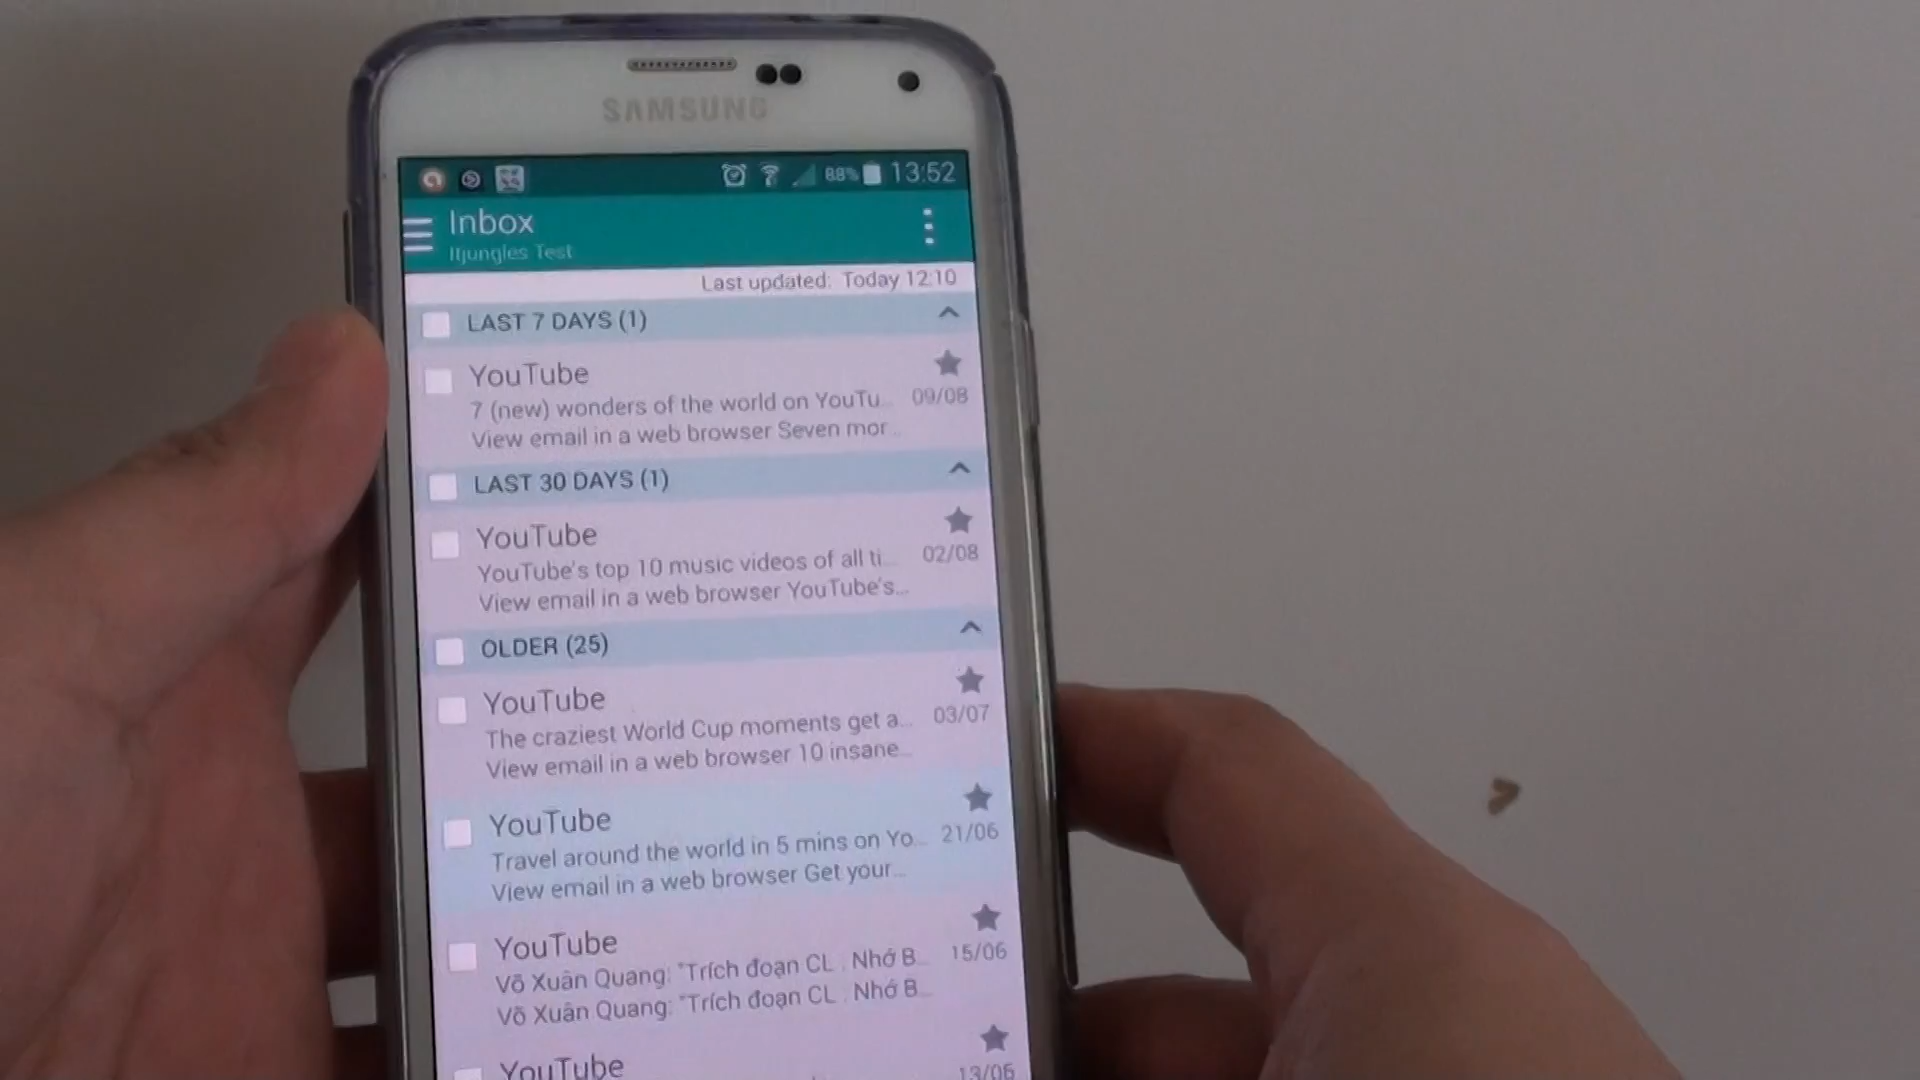 SAMSUNG
88% 13:52
Inbox
Itjungles Test
Last updated: Today 12:10
LAST 7 DAYS (1)
YouTube
7 (new) wonders of the world on YouTu... 09/08
View email in a web browser Seven mor...
LAST 30 DAYS (1)
YouTube
YouTube's top 10 music videos of all ti... 02/08
View email in a web browser YouTube's...
OLDER (25)
YouTube
The craziest World Cup moments get a... 03/07
View email in a web browser 10 insane...
YouTube
Travel around the world in 5 mins on Yo... 21/06
View email in a web browser Get your...
YouTube
Võ Xuân Quang: "Trích đoạn CL . Nhớ B... 15/06
Võ Xuân Quang: "Trích đoạn CL . Nhớ B...
YouTube
13/06